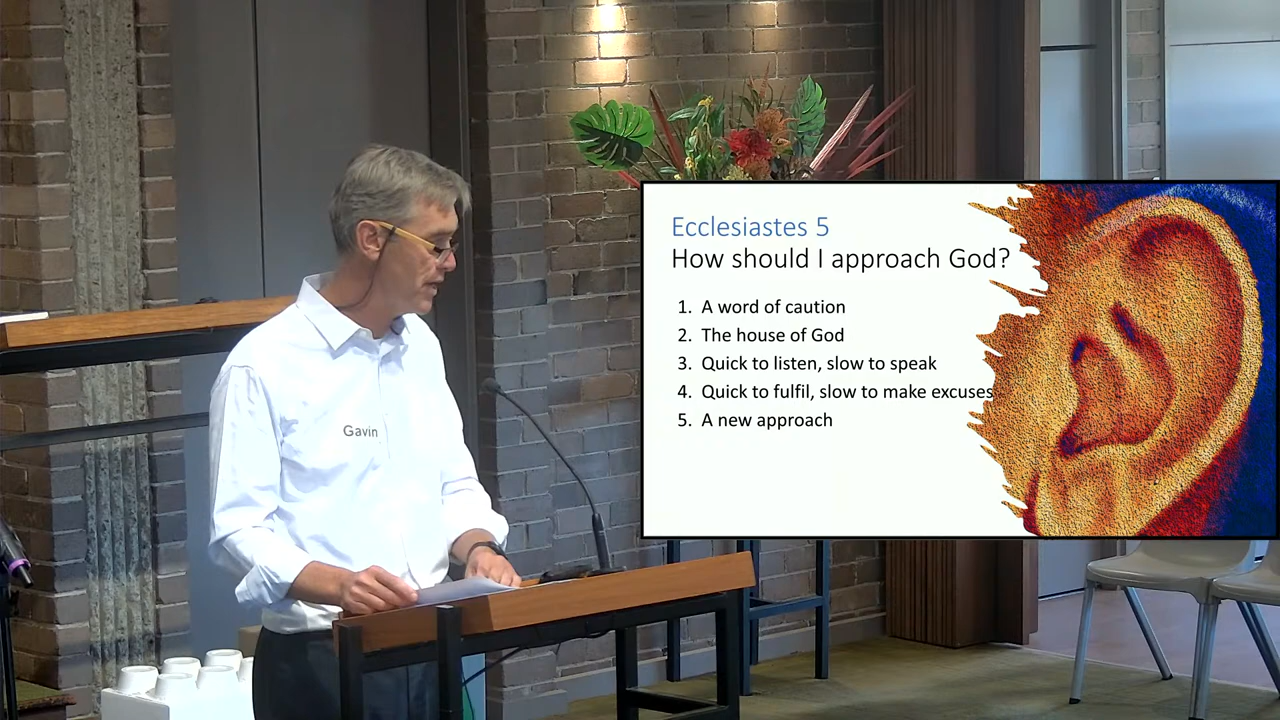 Gavin
Ecclesiastes 5
How should I approach God?
1. A word of caution
2. The house of God
3. Quick to listen, slow to speak
4. Quick to fulfil, slow to make excuses
5. A new approach